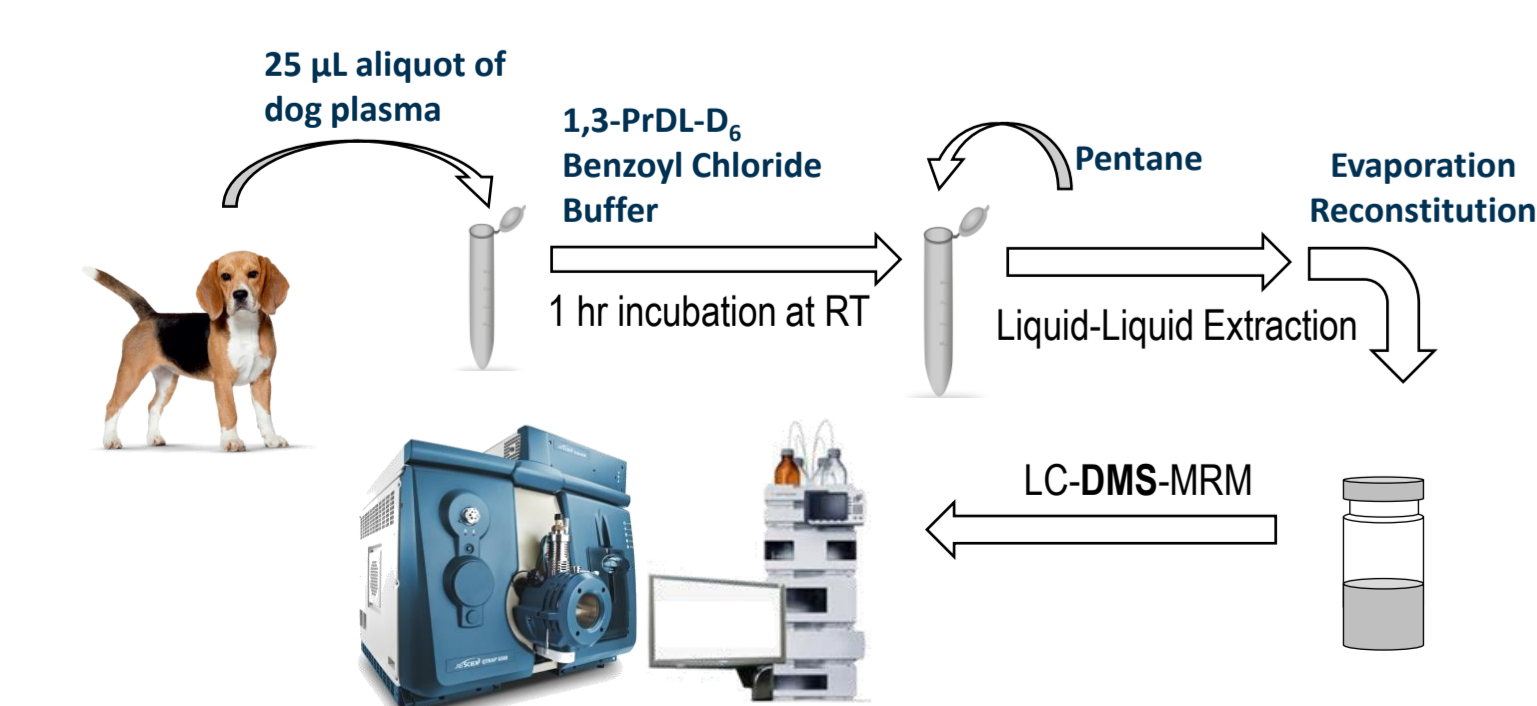 25 µL aliquot of
dog plasma
1,3-PrDL-D₆
Benzoyl Chloride
Buffer
1 hr incubation at RT
Pentane
Liquid-Liquid Extraction
Evaporation
Reconstitution
LC-DMS-MRM